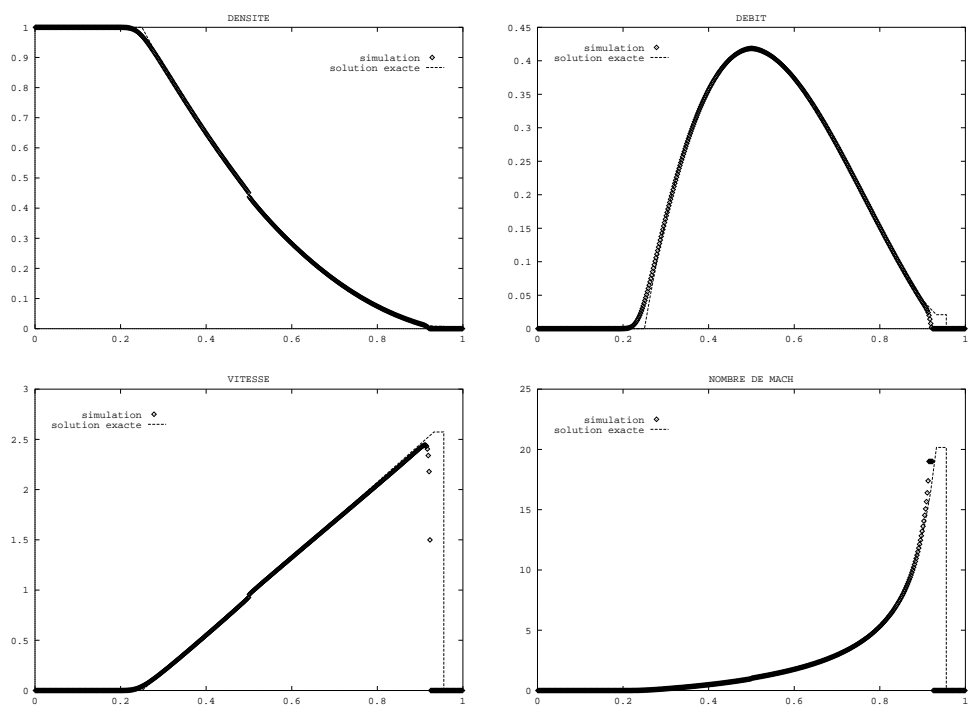 DENSITE
simulation
solution exacte
1
0.9
0.8
0.7
0.6
0.5
0.4
0.3
0.2
0.1
0
0 0.2 0.4 0.6 0.8 1
DEBIT
simulation
solution exacte
0.45
0.4
0.35
0.3
0.25
0.2
0.15
0.1
0.05
0
0 0.2 0.4 0.6 0.8 1
VITESSE
simulation
solution exacte
3
2.5
2
1.5
1
0.5
0
0 0.2 0.4 0.6 0.8 1
NOMBRE DE MACH
simulation
solution exacte
25
20
15
10
5
0
0 0.2 0.4 0.6 0.8 1